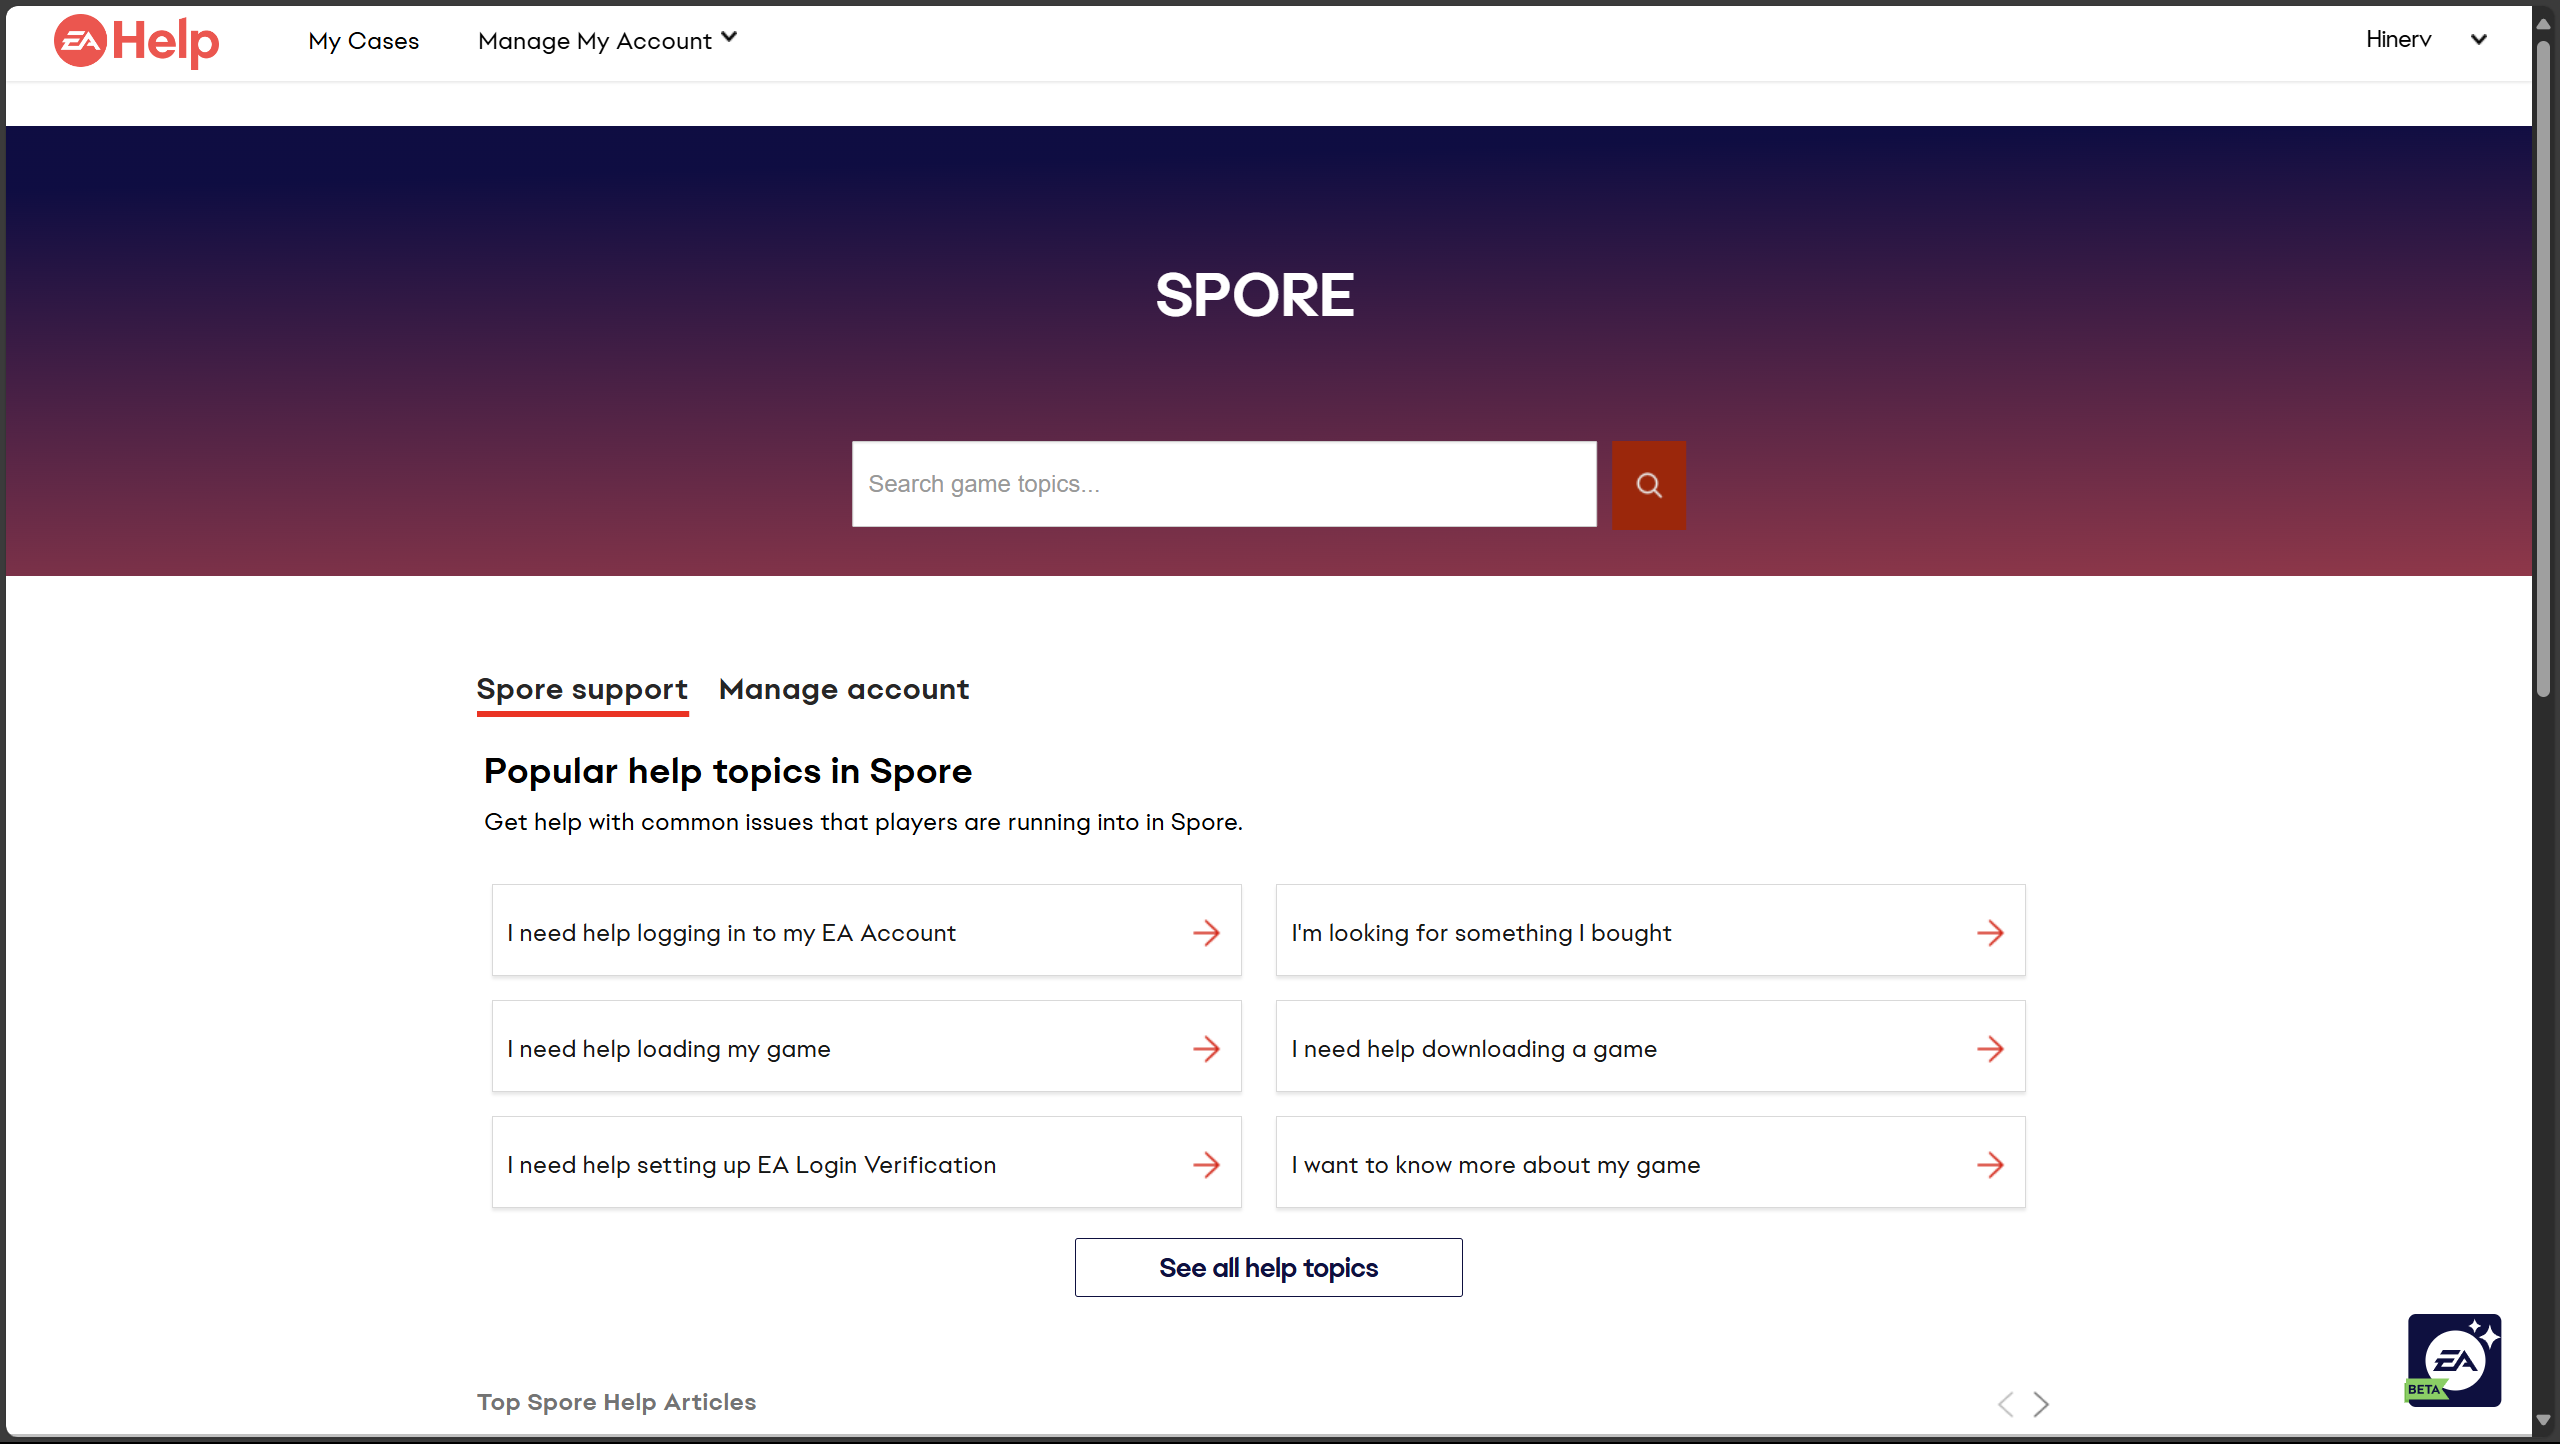 EA Help
My Cases
Manage My Account
Hinerv
SPORE
Search game topics...
Spore support
Manage account
Popular help topics in Spore
Get help with common issues that players are running into in Spore.
I need help logging in to my EA Account
I'm looking for something I bought
I need help loading my game
I need help downloading a game
I need help setting up EA Login Verification
I want to know more about my game
See all help topics
EA
BETA
Top Spore Help Articles